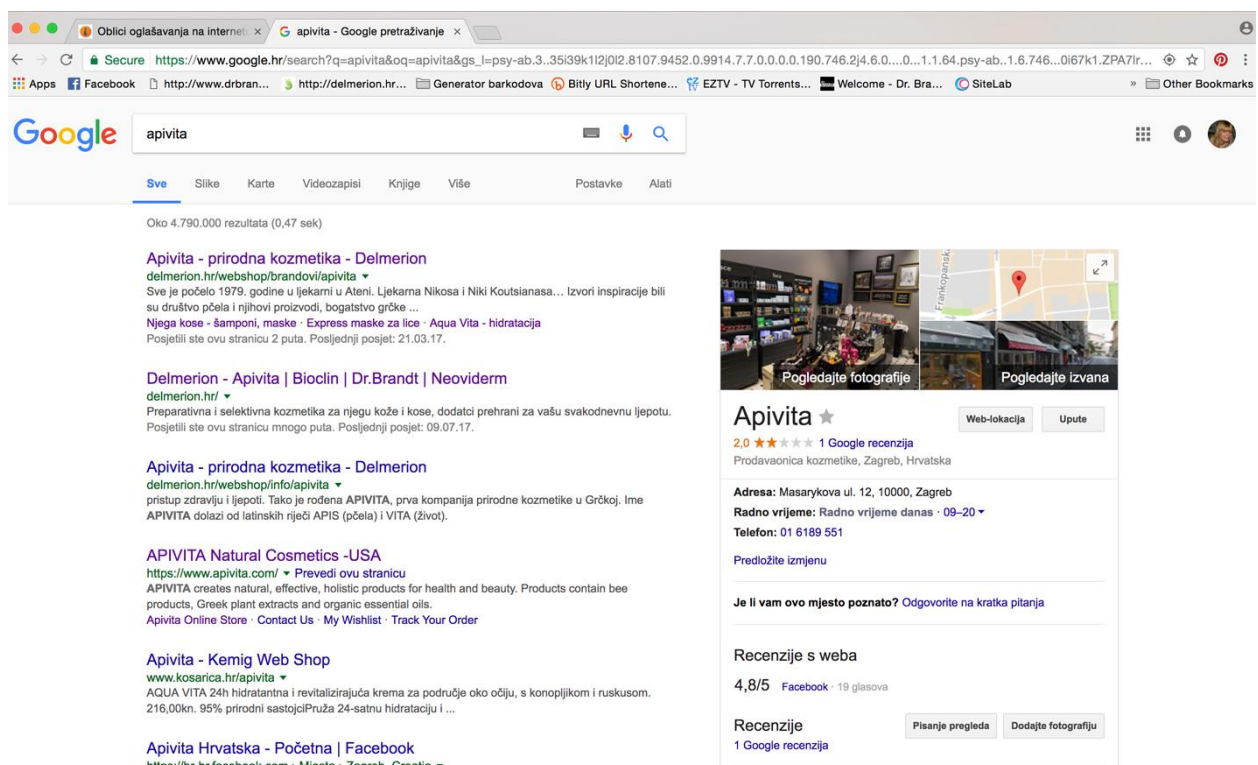 Oblici oglašavanja na internet
apivita - Google pretraživanje
Secure https://www.google.hr/search?q=apivita&oq=apivita&gs_l=psy-ab.3..35i39k1l2j0l2.8107.9452.0.9914.7.7.0.0.0.0.190.746.2j4.6.0....0...1.1.64.psy-ab..1.6.746...0i67k1.ZPA7lr...
Apps Facebook http://www.drbran... http://delmerion.hr... Generator barkodova Bitly URL Shortene... EZTV - TV Torrents... Welcome - Dr. Bra... SiteLab » Other Bookmarks
Google apivita
Sve Slike Karte Videozapisi Knjige Više Postavke Alati
Oko 4.790.000 rezultata (0,47 sek)
Apivita - prirodna kozmetika - Delmerion
delmerion.hr/webshop/brandovi/apivita
Sve je počelo 1979. godine u ljekarni u Ateni. Ljekarna Nikosa i Niki Koutsianasa… Izvori inspiracije bili
su društvo pčela i njihovi proizvodi, bogatstvo grčke ...
Njega kose - šamponi, maske · Express maske za lice · Aqua Vita - hidratacija
Posjetili ste ovu stranicu 2 puta. Posljednji posjet: 21.03.17.
Delmerion - Apivita | Bioclin | Dr.Brandt | Neoviderm
delmerion.hr/
Preparativna i selektivna kozmetika za njegu kože i kose, dodatci prehrani za vašu svakodnevnu ljepotu.
Posjetili ste ovu stranicu mnogo puta. Posljednji posjet: 09.07.17.
Apivita - prirodna kozmetika - Delmerion
delmerion.hr/webshop/info/apivita
pristup zdravlju i ljepoti. Tako je rođena APIVITA, prva kompanija prirodne kozmetike u Grčkoj. Ime
APIVITA dolazi od latinskih riječi APIS (pčela) i VITA (život).
APIVITA Natural Cosmetics -USA
https://www.apivita.com/ Prevedi ovu stranicu
APIVITA creates natural, effective, holistic products for health and beauty. Products contain bee
products, Greek plant extracts and organic essential oils.
Apivita Online Store · Contact Us · My Wishlist · Track Your Order
Apivita - Kemig Web Shop
www.kosarica.hr/apivita
AQUA VITA 24h hidratantna i revitalizirajuća krema za područje oko očiju, s konopljikom i ruskusom.
216,00kn. 95% prirodni sastojciPruža 24-satnu hidrataciju i ...
Apivita Hrvatska - Početna | Facebook
https://hr-hr.facebook.com › Mjesta › Zagreb, Croatia
Frankopansk
Pogledajte fotografije
Pogledajte izvana
Apivita
Web-lokacija Upute
2,0 1 Google recenzija
Prodavaonica kozmetike, Zagreb, Hrvatska
Adresa: Masarykova ul. 12, 10000, Zagreb
Radno vrijeme: Radno vrijeme danas · 09–20
Telefon: 01 6189 551
Predložite izmjenu
Je li vam ovo mjesto poznato? Odgovorite na kratka pitanja
Recenzije s weba
4,8/5 Facebook · 19 glasova
Recenzije
Pisanje pregleda Dodajte fotografiju
1 Google recenzija